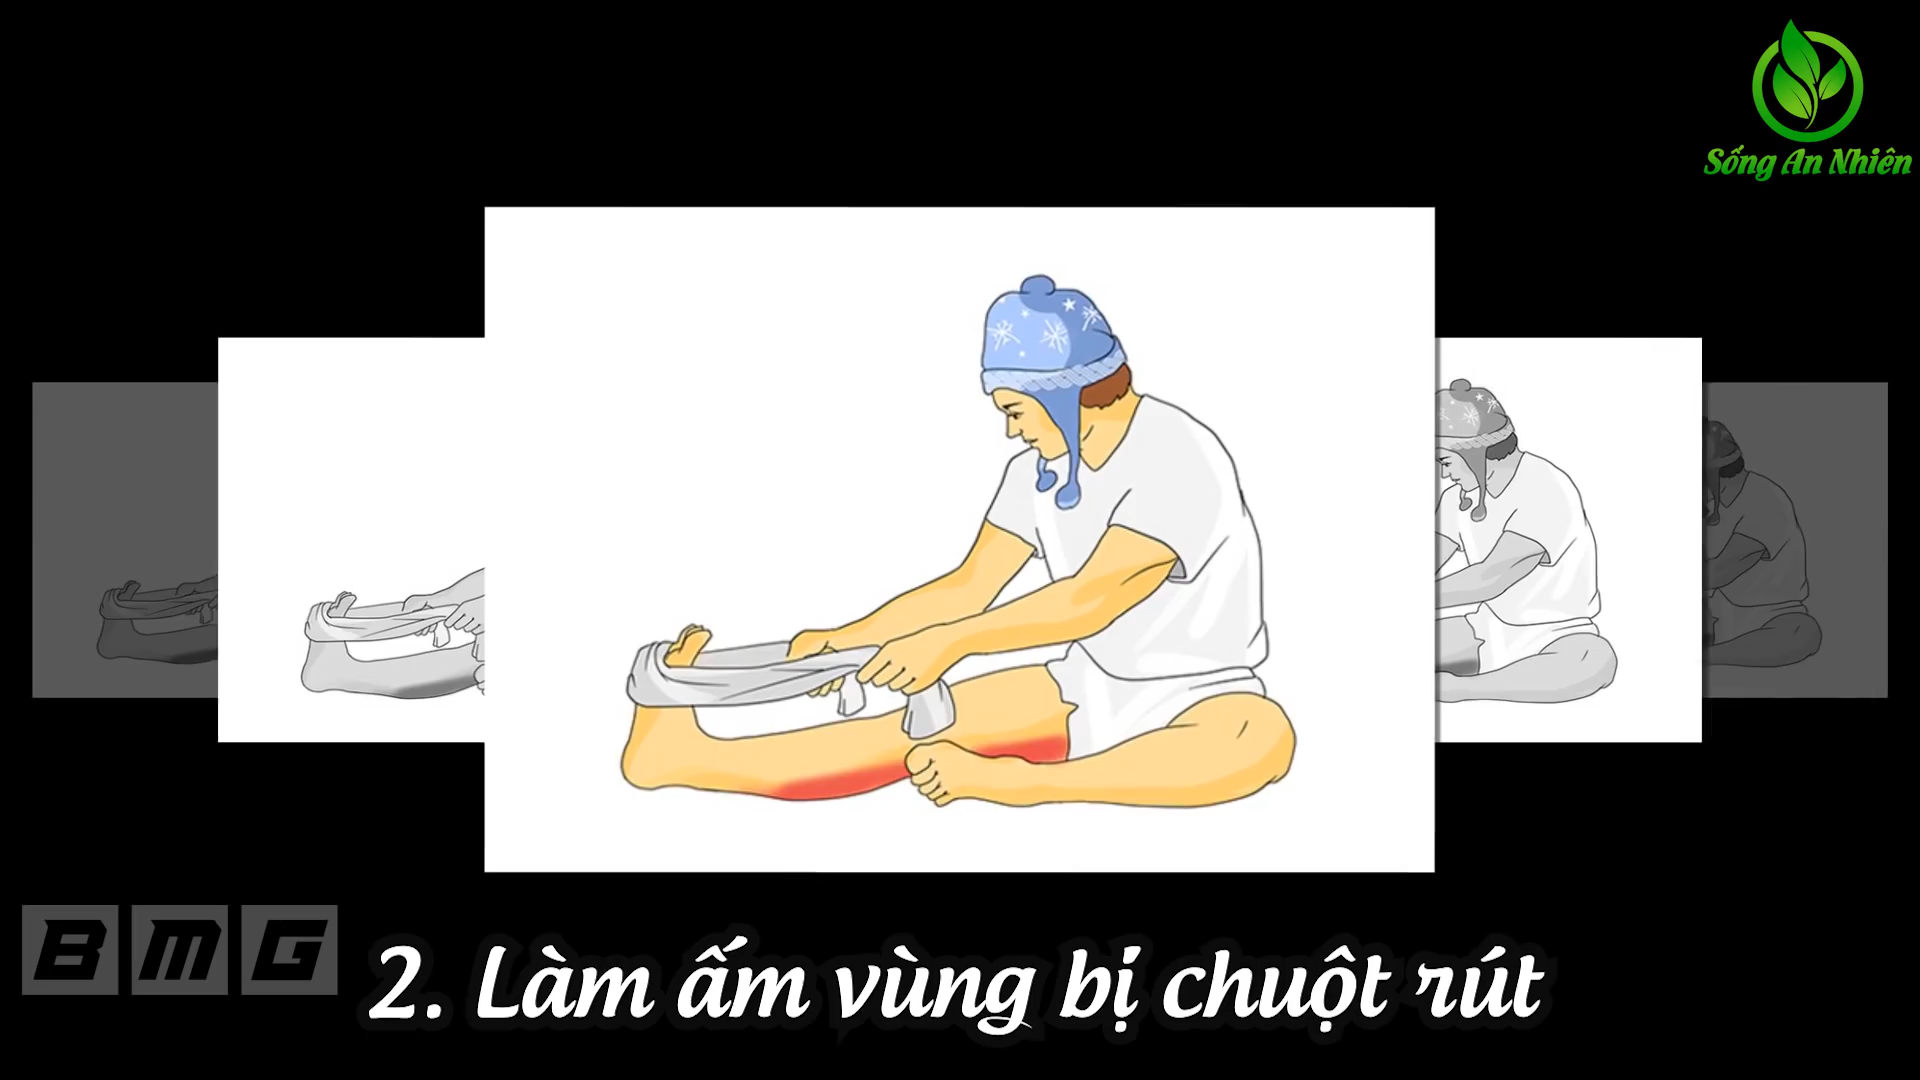 Sống An Nhiên
BMG
2. Làm ấm vùng bị chuột rút